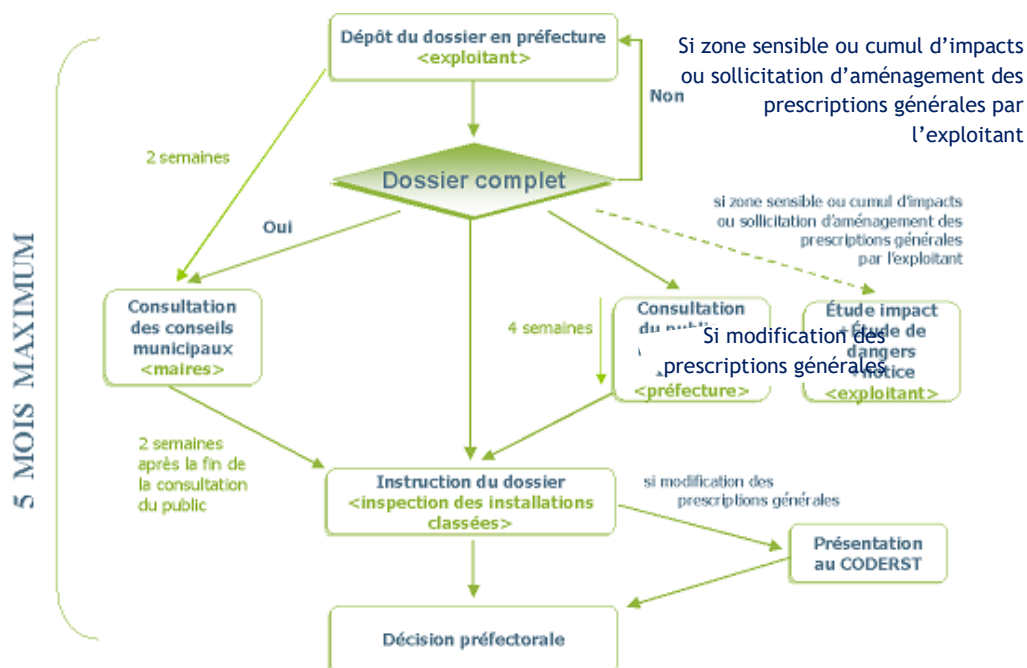 Dépôt du dossier en préfecture
<exploitant>
Si zone sensible ou cumul d'impacts
ou sollicitation d'aménagement des
prescriptions générales par
l'exploitant
Non
2 semaines
Dossier complet
Oui
si zone sensible ou cumul d'impacts
ou sollicitation d'aménagement des
prescriptions générales
par l'exploitant
5 MOIS MAXIMUM
Consultation
des conseils
municipaux
<maires>
4 semaines
Consultation
du
<préfecture>
Si modification des
prescriptions générales
Étude impact
+Étude de
dangers
+notice
<exploitant>
2 semaines
après la fin de
la consultation
du public
Instruction du dossier
<inspection des installations
classées>
si modification des
prescriptions générales
Présentation
au CODERST
Décision préfectorale